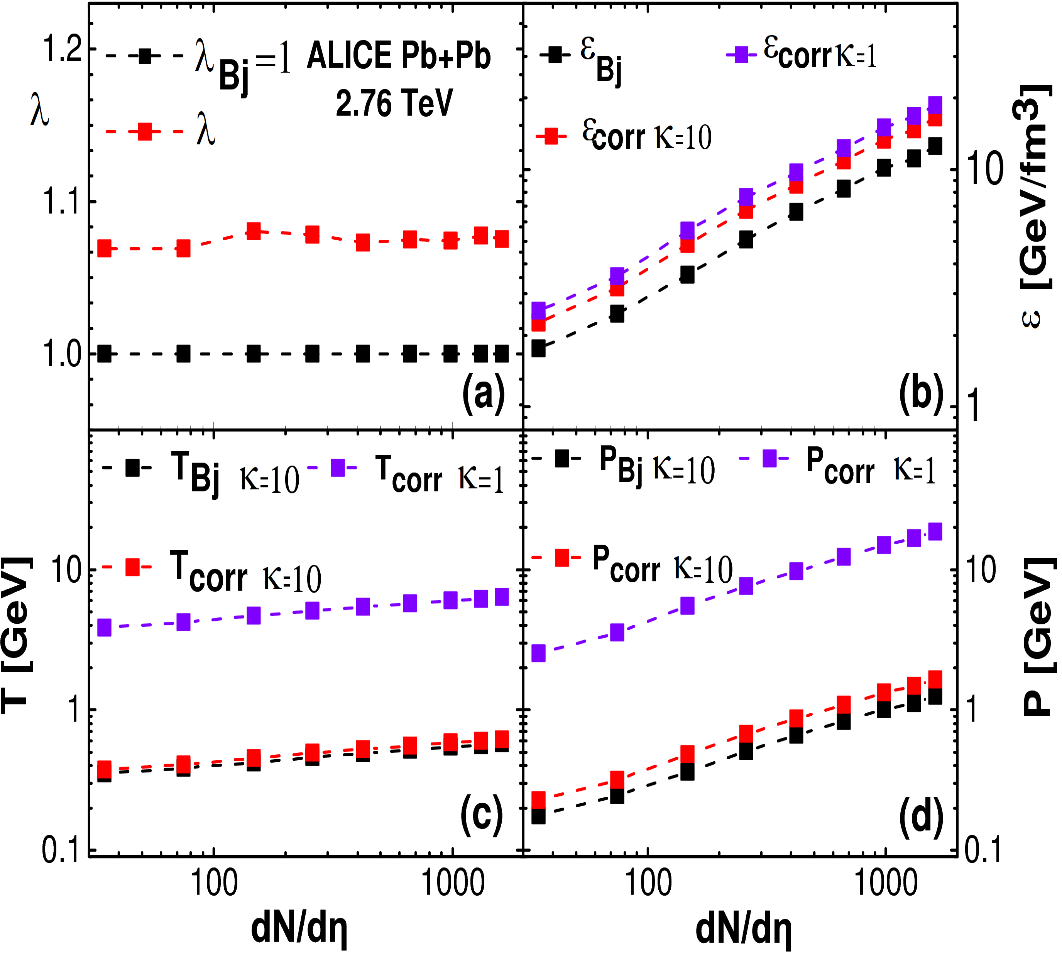 λBj=1 ALICE Pb+Pb
2.76 TeV
λ
λ
1.2
1.1
1.0
(a)
εBj
εcorr κ=1
εcorr κ=10
ε [GeV/fm3]
10
1
(b)
TBj κ=10
Tcorr κ=1
Tcorr κ=10
T [GeV]
10
1
0.1
(c)
100
1000
dN/dη
PBj κ=10
Pcorr κ=1
Pcorr κ=10
P [GeV]
10
1
0.1
(d)
100
1000
dN/dη